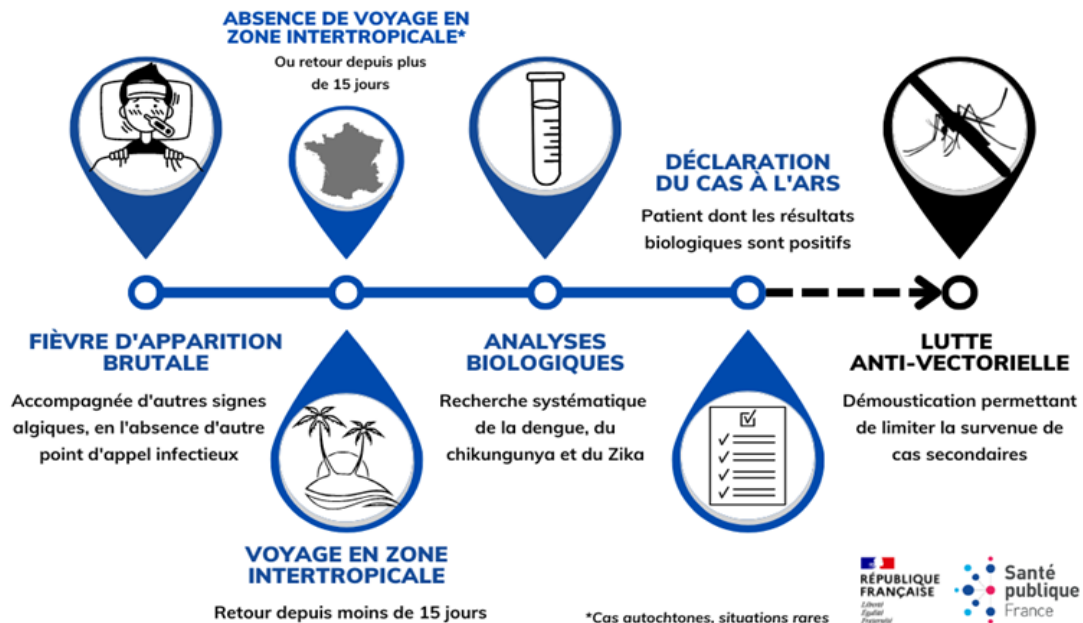 ABSENCE DE VOYAGE EN
ZONE INTERTROPICALE*
Ou retour depuis plus
de 15 jours
DÉCLARATION
DU CAS À L'ARS
Patient dont les résultats
biologiques sont positifs
FIÈVRE D'APPARITION
BRUTALE
Accompagnée d'autres signes
algiques, en l'absence d'autre
point d'appel infectieux
ANALYSES
BIOLOGIQUES
Recherche systématique
de la dengue, du
chikungunya et du Zika
LUTTE
ANTI-VECTORIELLE
Démoustication permettant
de limiter la survenue de
cas secondaires
VOYAGE EN ZONE
INTERTROPICALE
Retour depuis moins de 15 jours
*Cas autochtones, situations rares
RÉPUBLIQUE
FRANÇAISE
Liberté
Égalité
Fraternité
Santé
publique
France